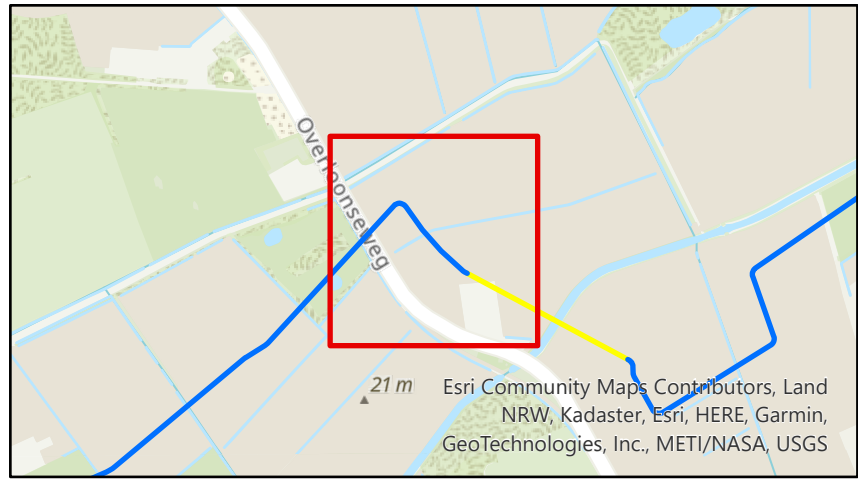 Overloonseweg
21 m
Esri Community Maps Contributors, Land
NRW, Kadaster, Esri, HERE, Garmin,
GeoTechnologies, Inc., METI/NASA, USGS